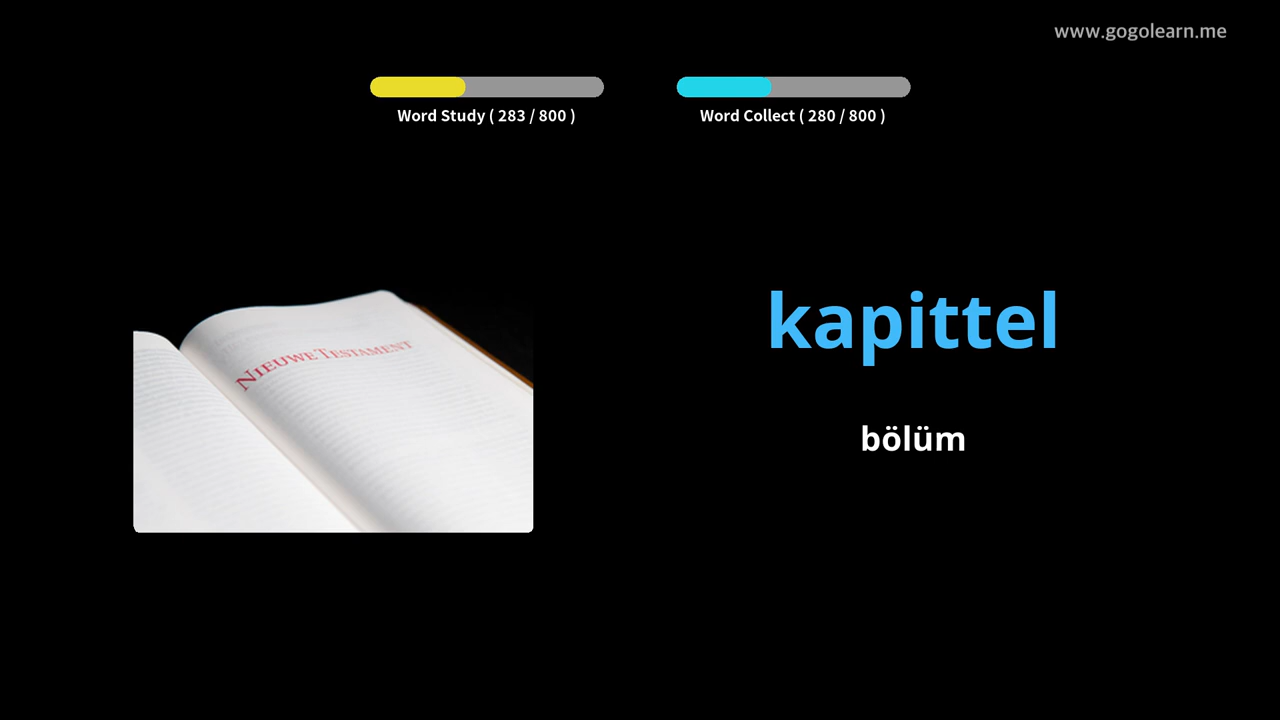 www.gogolearn.me
Word Study ( 283 / 800 )
Word Collect ( 280 / 800 )
NIEUWE TESTAMENT
kapittel
bölüm